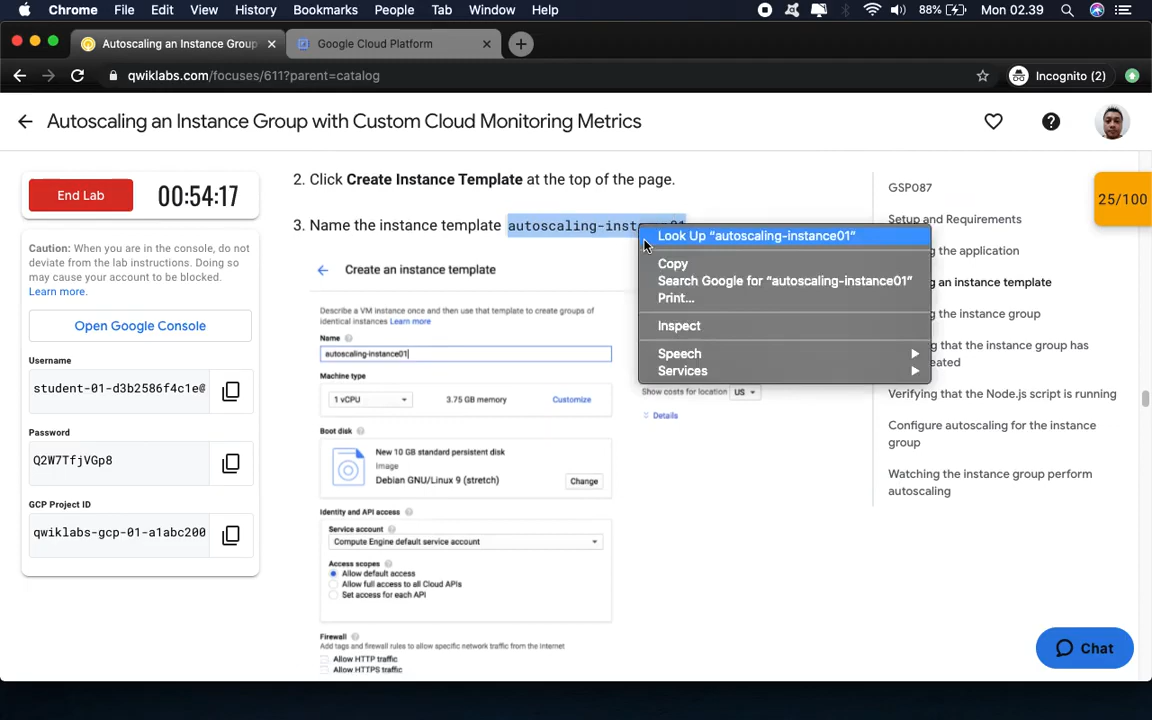 Chrome File Edit View History Bookmarks People Tab Window Help 88% Mon 02.39
Autoscaling an Instance Group
Google Cloud Platform
qwiklabs.com/focuses/611?parent=catalog
Incognito (2)
Autoscaling an Instance Group with Custom Cloud Monitoring Metrics
End Lab
00:54:17
Caution: When you are in the console, do not
deviate from the lab instructions. Doing so
may cause your account to be blocked.
Learn more.
Open Google Console
Username
student-01-d3b2586f4c1e@
Password
Q2W7TfjVGp8
GCP Project ID
qwiklabs-gcp-01-a1abc200
2. Click Create Instance Template at the top of the page.
3. Name the instance template autoscaling-inst
Create an instance template
Describe a VM instance once and then use that template to create groups of
identical instances Learn more
Name
autoscaling-instance01
Machine type
1 vCPU
3.75 GB memory
Customize
Boot disk
New 10 GB standard persistent disk
Image
Debian GNU/Linux 9 (stretch)
Change
Identity and API access
Service account
Compute Engine default service account
Access scopes
Allow default access
Allow full access to all Cloud APIs
Set access for each API
Firewall
Add tags and firewall rules to allow specific network traffic from the Internet
Allow HTTP traffic
Allow HTTPS traffic
Look Up “autoscaling-instance01”
Copy
Search Google for “autoscaling-instance01”
Print...
Inspect
Speech
Services
Show costs for location US
Details
GSP087
Setup and Requirements
g the application
g an instance template
g the instance group
g that the instance group has
eated
Verifying that the Node.js script is running
Configure autoscaling for the instance
group
Watching the instance group perform
autoscaling
25/100
Chat